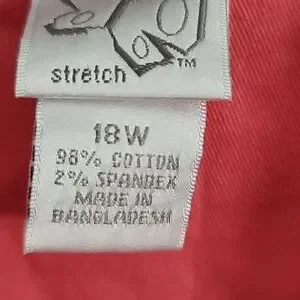 stretch ™
18W
98% COTTON
2% SPANDEX
MADE IN
BANGLADESH